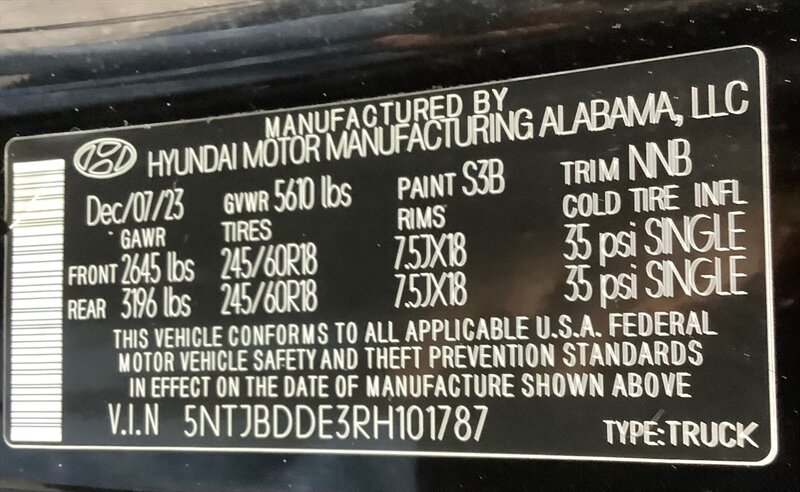 MANUFACTURED BY
HYUNDAI MOTOR MANUFACTURING ALABAMA, LLC
Dec/07/23 GVWR 5610 lbs PAINT S3B TRIM NNB
GAWR TIRES RIMS COLD TIRE INFL
FRONT 2645 lbs 245/60R18 7.5JX18 35 psi SINGLE
REAR 3196 lbs 245/60R18 7.5JX18 35 psi SINGLE
THIS VEHICLE CONFORMS TO ALL APPLICABLE U.S.A. FEDERAL
MOTOR VEHICLE SAFETY AND THEFT PREVENTION STANDARDS
IN EFFECT ON THE DATE OF MANUFACTURE SHOWN ABOVE
V.I.N 5NTJBDDE3RH101787 TYPE:TRUCK